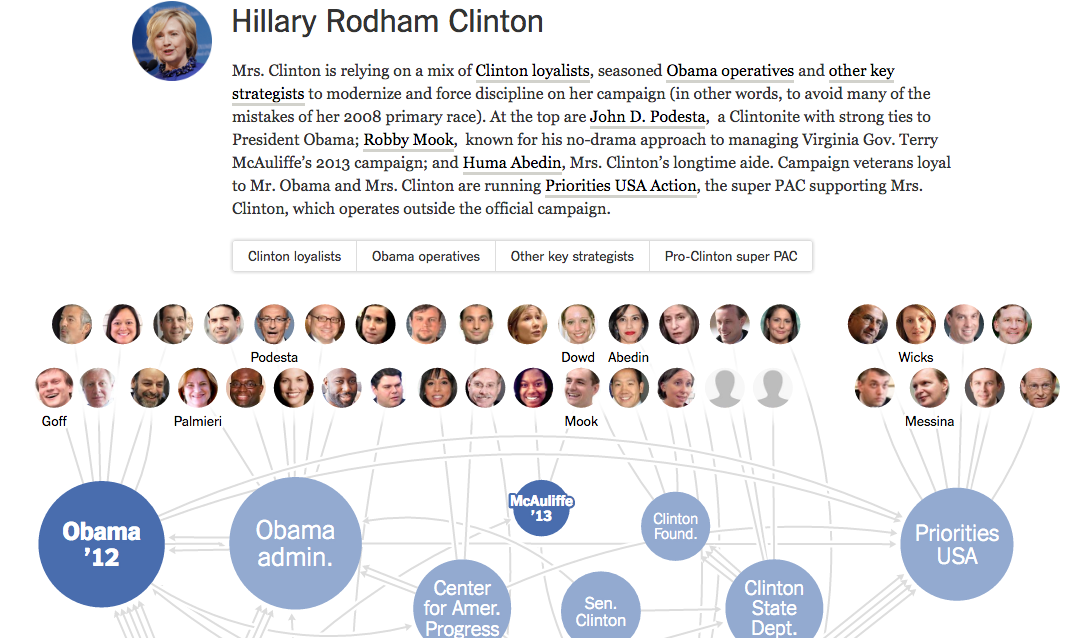 Hillary Rodham Clinton
Mrs. Clinton is relying on a mix of Clinton loyalists, seasoned Obama operatives and other key
strategists to modernize and force discipline on her campaign (in other words, to avoid many of the
mistakes of her 2008 primary race). At the top are John D. Podesta,  a Clintonite with strong ties to
President Obama; Robby Mook,  known for his no-drama approach to managing Virginia Gov. Terry
McAuliffe’s 2013 campaign; and Huma Abedin, Mrs. Clinton’s longtime aide. Campaign veterans loyal
to Mr. Obama and Mrs. Clinton are running Priorities USA Action, the super PAC supporting Mrs.
Clinton, which operates outside the official campaign.
Clinton loyalists
Obama operatives
Other key strategists
Pro-Clinton super PAC
Podesta
Dowd
Abedin
Wicks
Goff
Palmieri
Mook
Messina
Obama
’12
Obama
admin.
McAuliffe
’13
Clinton
Found.
Priorities
USA
Center
for Amer.
Progress
Sen.
Clinton
Clinton
State
Dept.